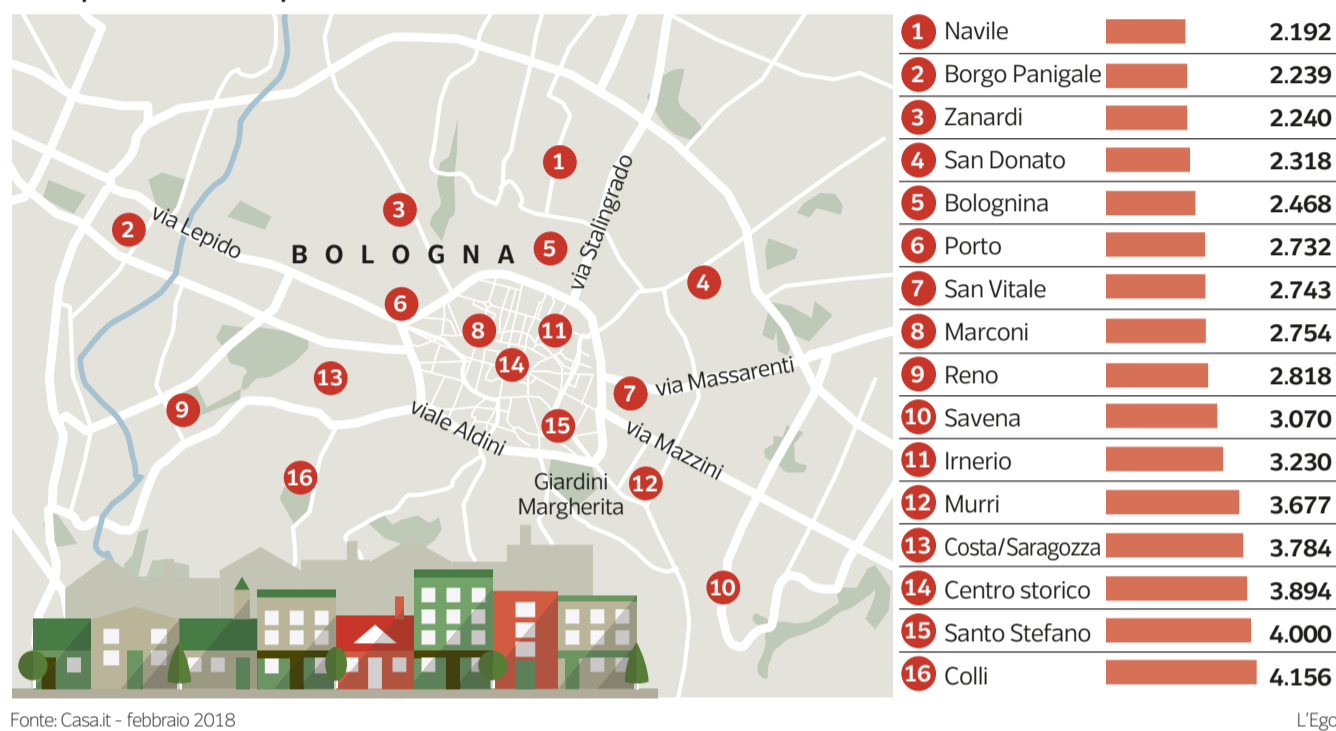 1 Navile 2.192
2 Borgo Panigale 2.239
3 Zanardi 2.240
4 San Donato 2.318
5 Bolognina 2.468
6 Porto 2.732
7 San Vitale 2.743
8 Marconi 2.754
9 Reno 2.818
10 Savena 3.070
11 Irnerio 3.230
12 Murri 3.677
13 Costa/Saragozza 3.784
14 Centro storico 3.894
15 Santo Stefano 4.000
16 Colli 4.156
1
3
2
via Lepido
BOLOGNA
5
via Stalingrado
4
6
8
11
14
13
7
via Massarenti
9
viale Aldini
15
via Mazzini
16
Giardini
Margherita
12
10
Fonte: Casa.it - febbraio 2018
L'Ego